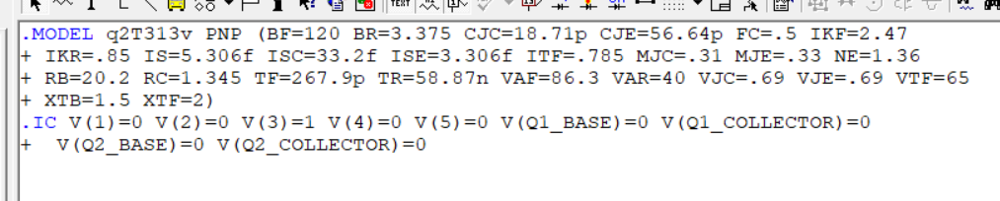 TEXT
.MODEL q2T313v PNP (BF=120 BR=3.375 CJC=18.71p CJE=56.64p FC=.5 IKF=2.47
+ IKR=.85 IS=5.306f ISC=33.2f ISE=3.306f ITF=.785 MJC=.31 MJE=.33 NE=1.36
+ RB=20.2 RC=1.345 TF=267.9p TR=58.87n VAF=86.3 VAR=40 VJC=.69 VJE=.69 VTF=65
+ XTB=1.5 XTF=2)
.IC V(1)=0 V(2)=0 V(3)=1 V(4)=0 V(5)=0 V(Q1_BASE)=0 V(Q1_COLLECTOR)=0
+  V(Q2_BASE)=0 V(Q2_COLLECTOR)=0